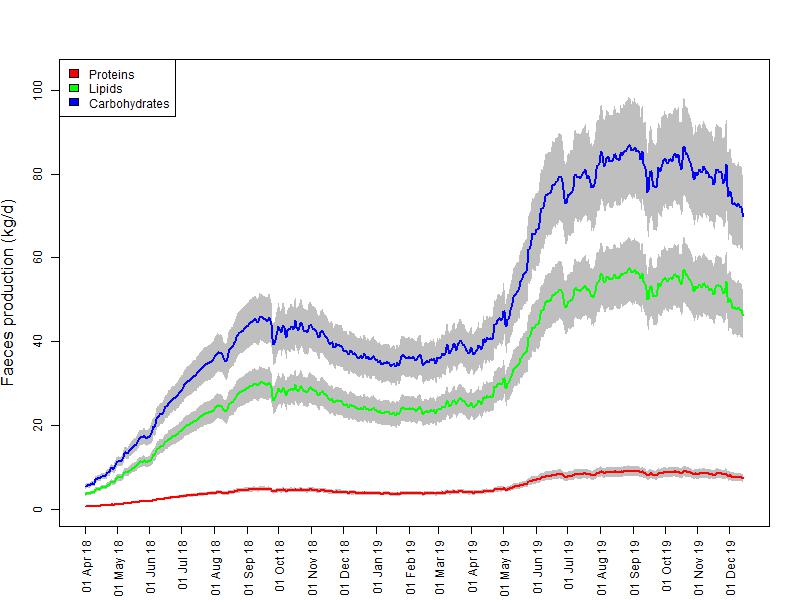 Proteins
Lipids
Carbohydrates
Faeces production (kg/d)
100
80
60
40
20
0
01 Apr 18
01 May 18
01 Jun 18
01 Jul 18
01 Aug 18
01 Sep 18
01 Oct 18
01 Nov 18
01 Dec 18
01 Jan 19
01 Feb 19
01 Mar 19
01 Apr 19
01 May 19
01 Jun 19
01 Jul 19
01 Aug 19
01 Sep 19
01 Oct 19
01 Nov 19
01 Dec 19